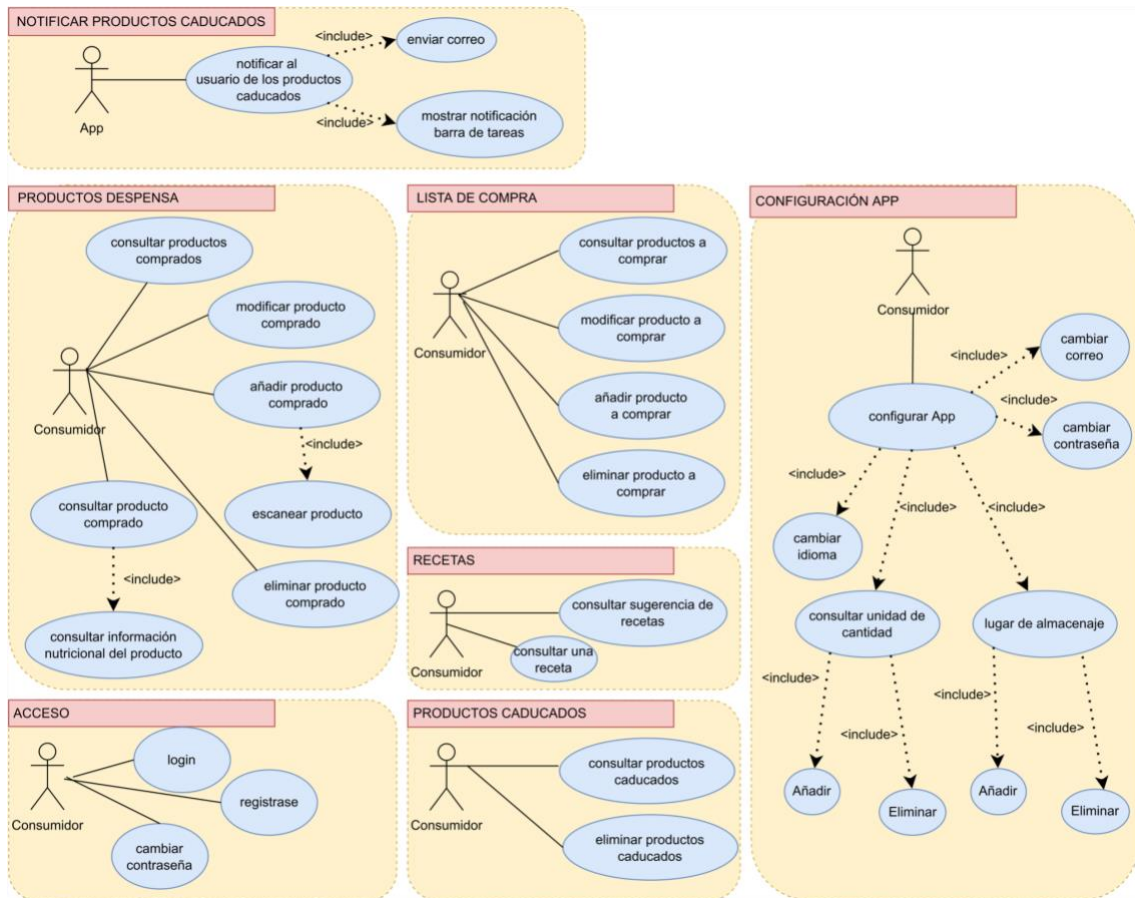 NOTIFICAR PRODUCTOS CADUCADOS
<include>
enviar correo
notificar al
usuario de los productos
caducados
<include>
mostrar notificación
barra de tareas
App
PRODUCTOS DESPENSA
consultar productos
comprados
modificar producto
comprado
añadir producto
comprado
Consumidor
<include>
consultar producto
comprado
escanear producto
<include>
eliminar producto
comprado
consultar información
nutricional del producto
LISTA DE COMPRA
consultar productos a
comprar
modificar producto a
comprar
Consumidor
añadir producto
a comprar
eliminar producto a
comprar
CONFIGURACIÓN APP
Consumidor
<include>
cambiar
correo
<include>
configurar App
cambiar
contraseña
<include>
<include>
<include>
cambiar
idioma
consultar unidad de
cantidad
lugar de almacenaje
<include>
<include>
<include>
<include>
Añadir
Eliminar
Añadir
Eliminar
RECETAS
consultar sugerencia de
recetas
consultar una
receta
Consumidor
ACCESO
login
registrase
Consumidor
cambiar
contraseña
PRODUCTOS CADUCADOS
consultar productos
caducados
Consumidor
eliminar productos
caducados